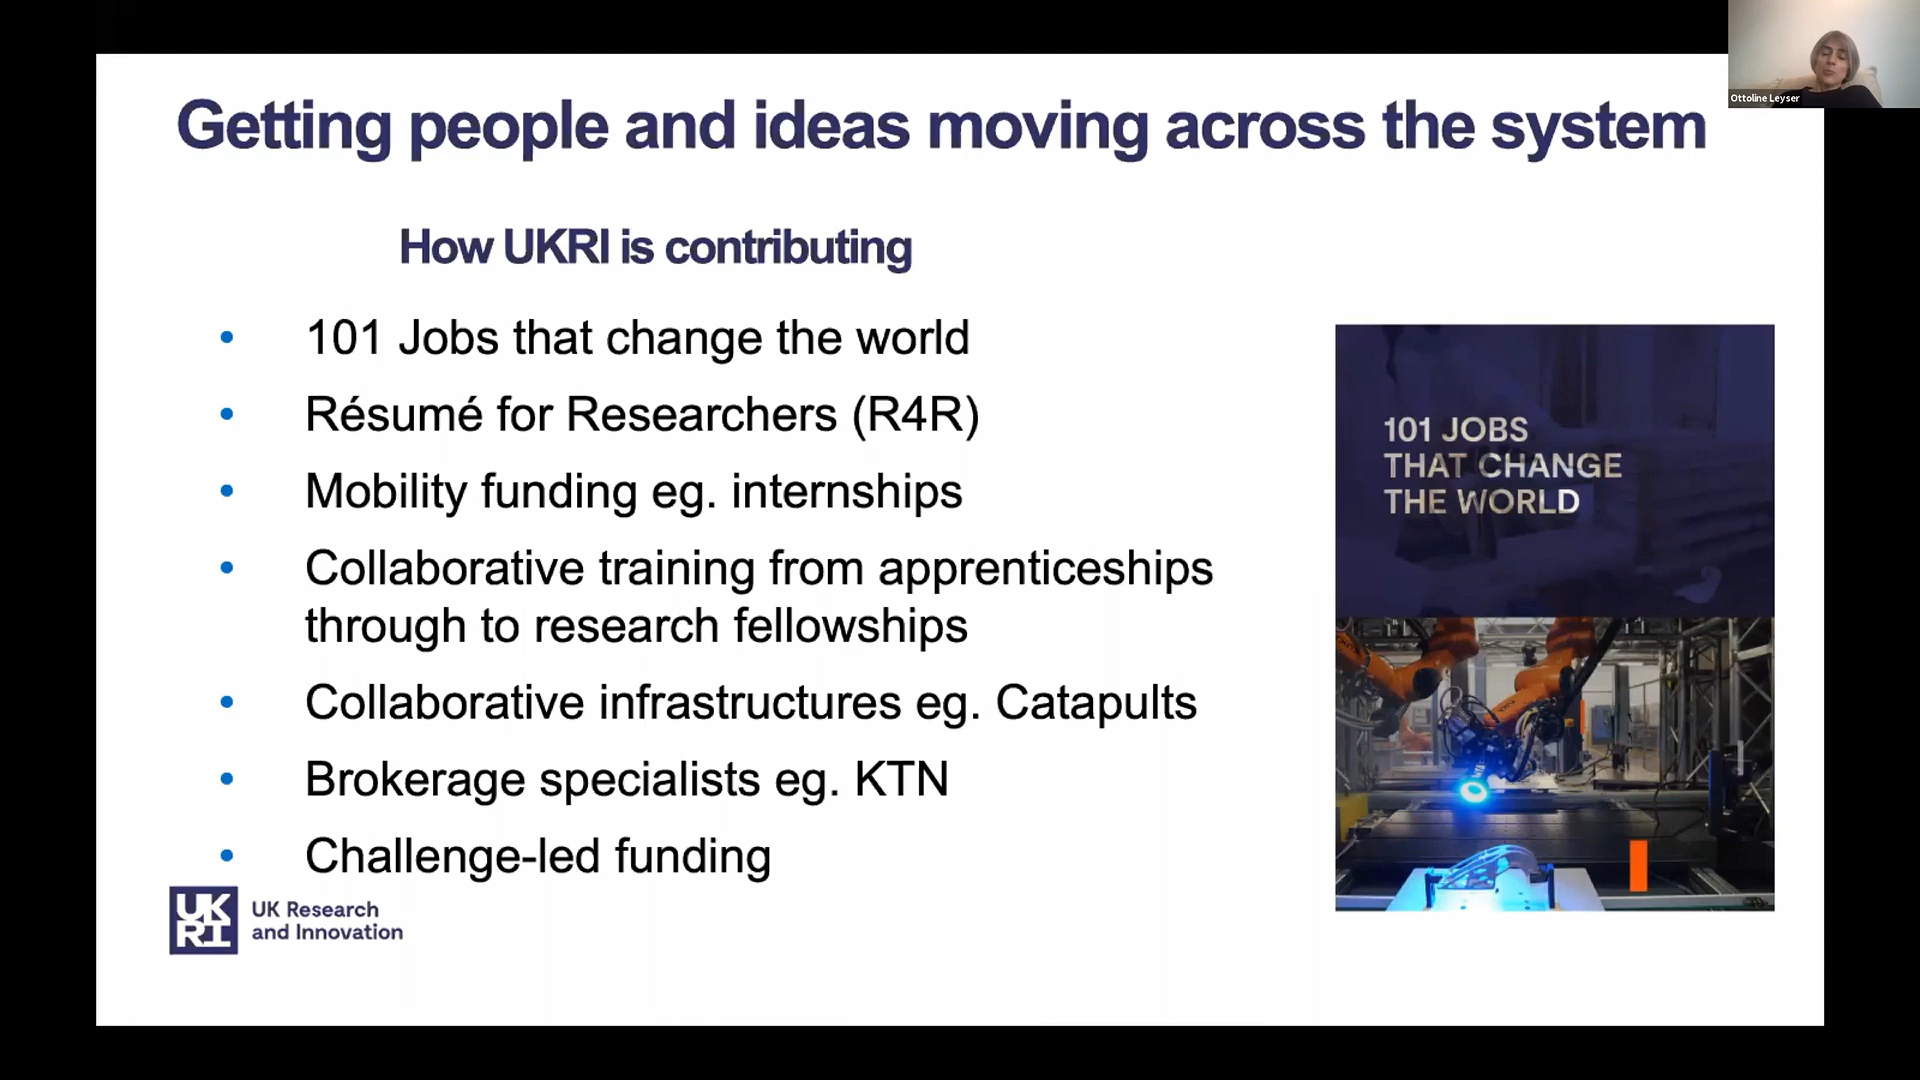 Ottoline Leyser
Getting people and ideas moving across the system
How UKRI is contributing
• 101 Jobs that change the world
• Résumé for Researchers (R4R)
• Mobility funding eg. internships
• Collaborative training from apprenticeships
through to research fellowships
• Collaborative infrastructures eg. Catapults
• Brokerage specialists eg. KTN
• Challenge-led funding
101 JOBS
THAT CHANGE
THE WORLD
UK
RI
UK Research
and Innovation